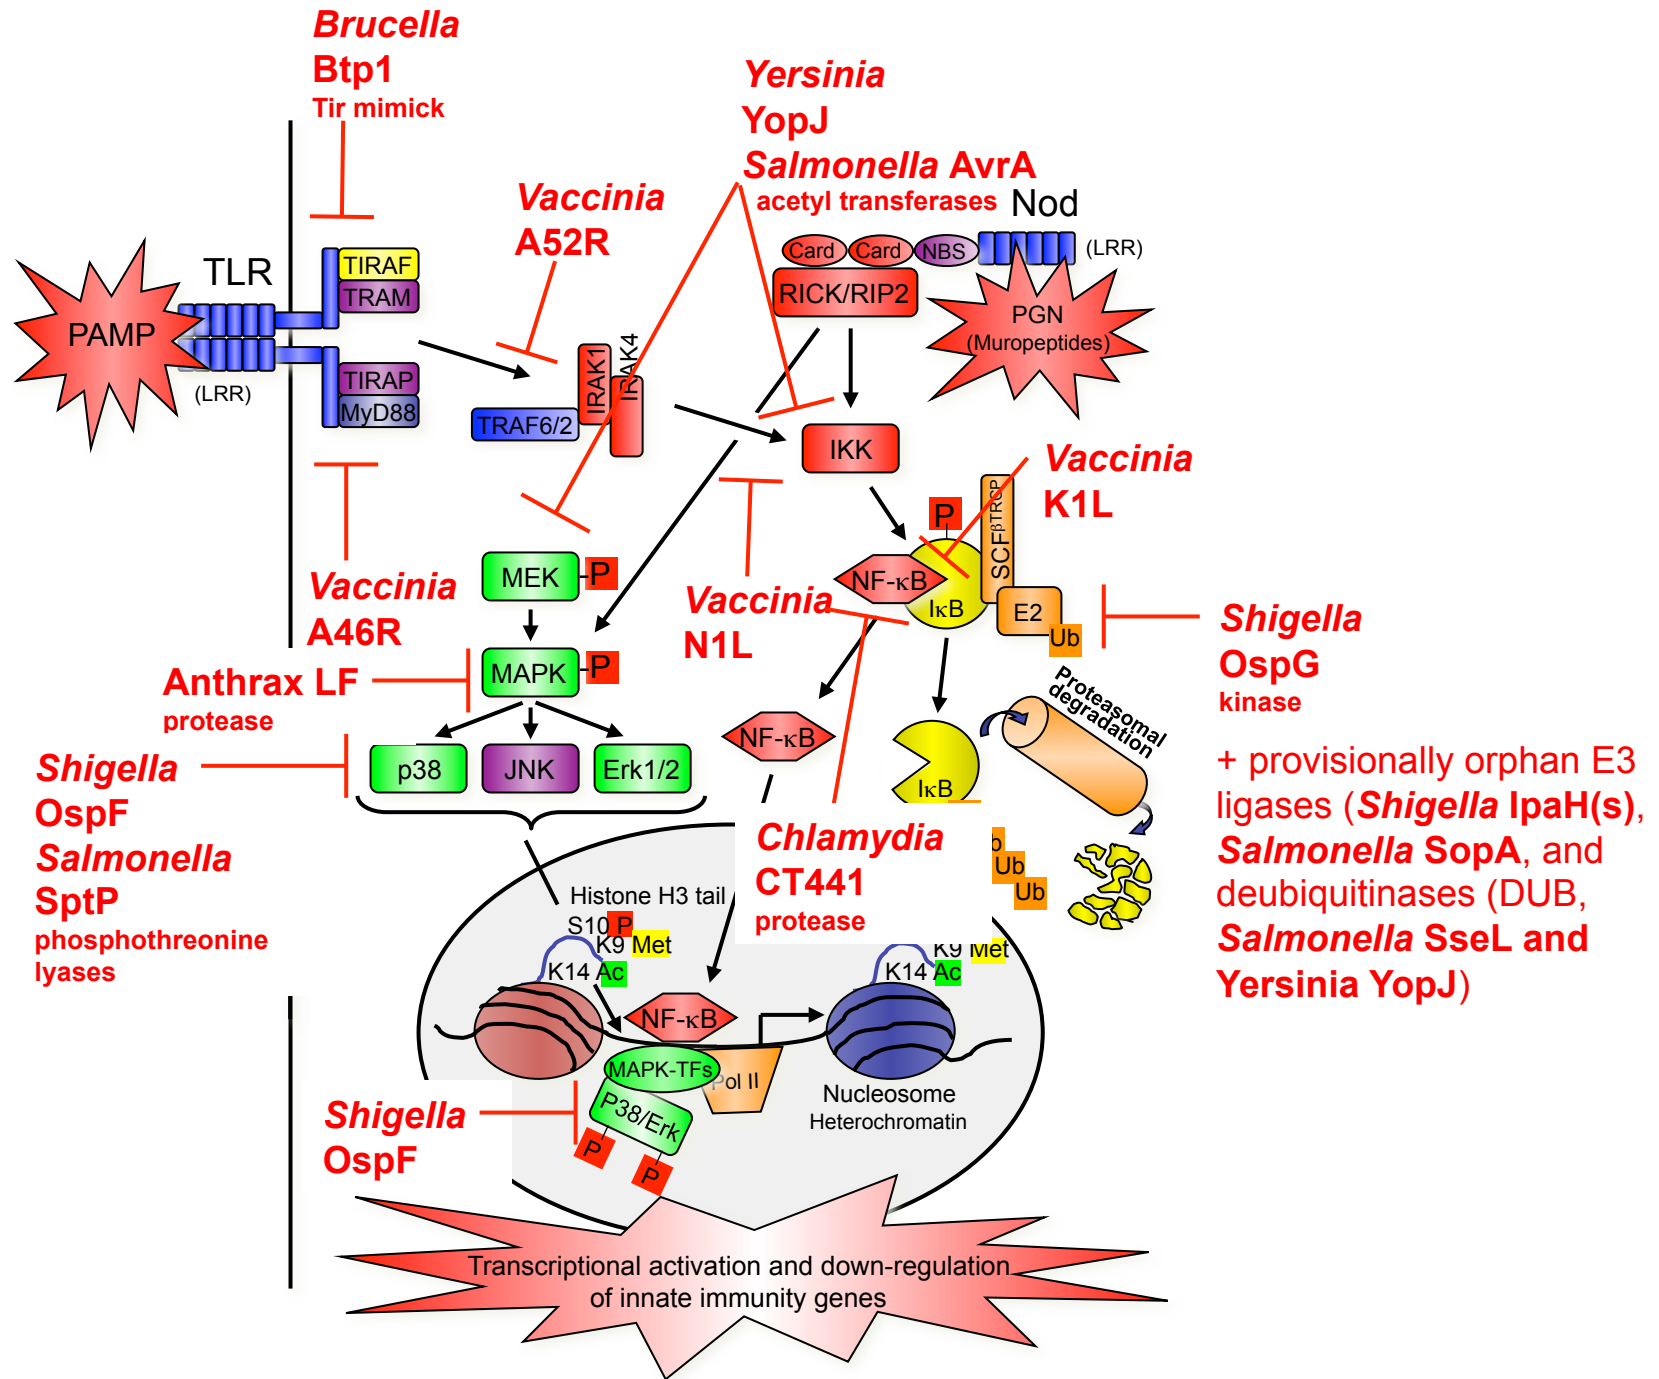 Brucella
Btp1
Tir mimick
Yersinia
YopJ
Salmonella AvrA
acetyl transferases
Nod
Vaccinia
A52R
Card
Card
NBS
(LRR)
RICK/RIP2
TLR
TIRAF
TRAM
PAMP
(LRR)
TIRAP
MyD88
PGN
(Muropeptides)
IRAK1
IRAK4
TRAF6/2
IKK
Vaccinia
K1L
P
SCFβTRCP
NF-κB
IκB
E2
Ub
MEK
-P
Vaccinia
A46R
Vaccinia
N1L
Shigella
OspG
kinase
Anthrax LF
protease
MAPK
-P
Proteasomal
degradation
NF-κB
p38
JNK
Erk1/2
IκB
Shigella
OspF
Salmonella
SptP
phosphothreonine
lyases
+ provisionally orphan E3
ligases (Shigella IpaH(s),
Salmonella SopA, and
deubiquitinases (DUB,
Salmonella SseL and
Yersinia YopJ)
Chlamydia
CT441
protease
b
Ub
Ub
Histone H3 tail
S10 P
K9 Met
K14 Ac
K9 Met
K14 Ac
NF-κB
MAPK-TFs
Pol II
P38/Erk
P
P
Nucleosome
Heterochromatin
Shigella
OspF
Transcriptional activation and down-regulation
of innate immunity genes